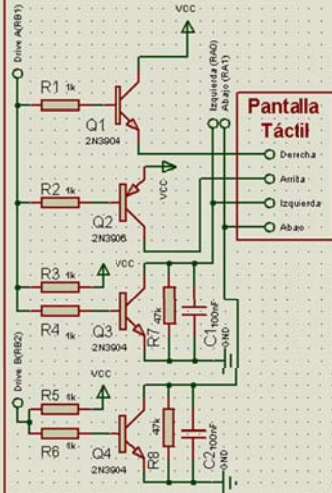 VCC
Drive A(RB1)
Izquierda (RA0)
Abajo (RA1)
R1 1k
Q1
2N3904
Pantalla
Táctil
Derecha
Arriba
Izquierda
Abajo
R2 1k
VCC
Q2
2N3906
R3 1k
VCC
R4 1k
Q3
2N3904
R7
47k
C1
100nF
GND
Drive B(RB2)
R5 1k
VCC
R6 1k
Q4
2N3904
R8
47k
C2
100nF
GND